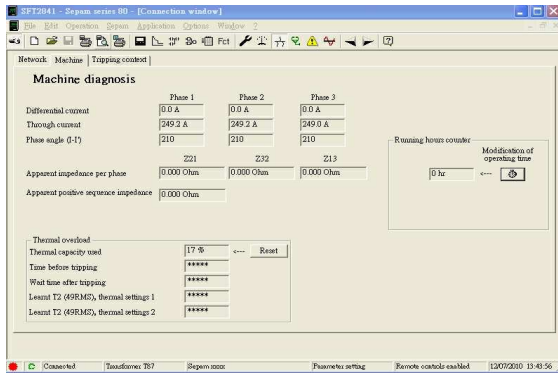 SFT2841 - Sepam series 80 - [Connection window]
File Edit Operation Sepam Application Options Window ?
Fct
Network Machine Tripping context
Machine diagnosis
Phase 1 Phase 2 Phase 3
Differential current 0.0 A 0.0 A 0.0 A
Through current 249.2 A 249.2 A 249.0 A
Phase angle (I-I') 210 210 210
Z21 Z32 Z13
Apparent impedance per phase 0.000 Ohm 0.000 Ohm 0.000 Ohm
Apparent positive sequence impedance 0.000 Ohm
Running hours counter
Modification of
operating time
0 hr <---
Thermal overload
Thermal capacity used 17 % <--- Reset
Time before tripping *****
Wait time after tripping *****
Learnt T2 (49RMS), thermal settings 1 *****
Learnt T2 (49RMS), thermal settings 2 *****
Connected Transformer T87 Sepam xxxx Parameter setting Remote controls enabled 12/07/2010 13:43:56